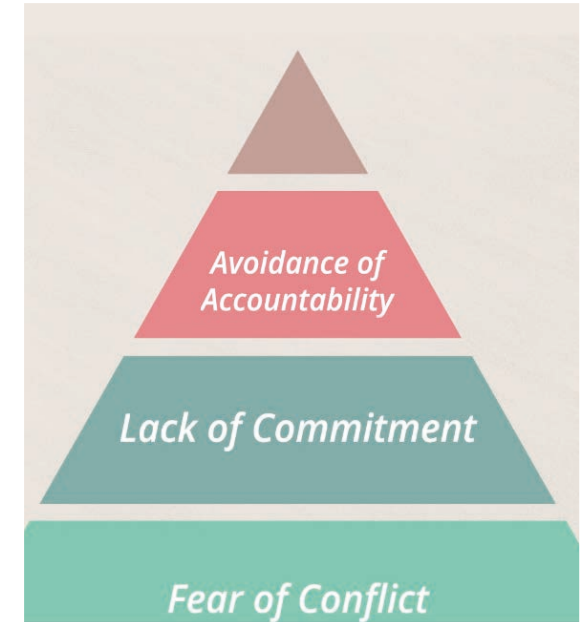 Avoidance of
Accountability
Lack of Commitment
Fear of Conflict